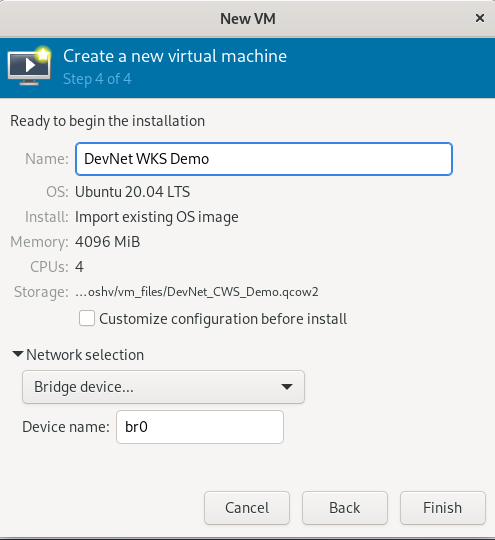 New VM
Create a new virtual machine
Step 4 of 4
Ready to begin the installation
Name: DevNet WKS Demo
OS: Ubuntu 20.04 LTS
Install: Import existing OS image
Memory: 4096 MiB
CPUs: 4
Storage: ...oshv/vm_files/DevNet_CWS_Demo.qcow2
Customize configuration before install
Network selection
Bridge device...
Device name: br0
Cancel Back Finish